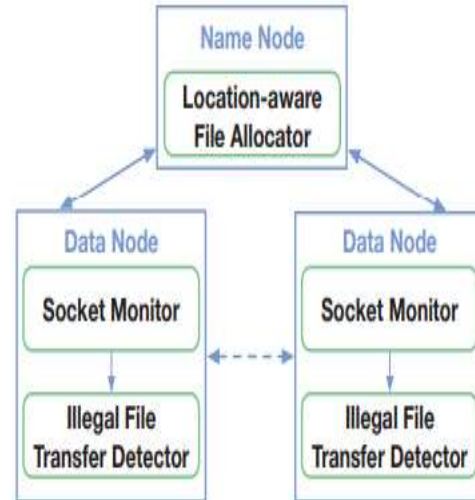 Name Node
Location-aware
File Allocator
Data Node
Socket Monitor
Illegal File
Transfer Detector
Data Node
Socket Monitor
Illegal File
Transfer Detector